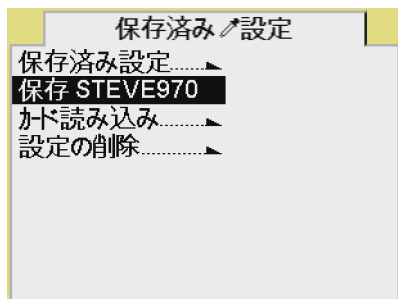 保存済み設定
保存済み設定........
保存 STEVE970
カード読み込み........
設定の削除........